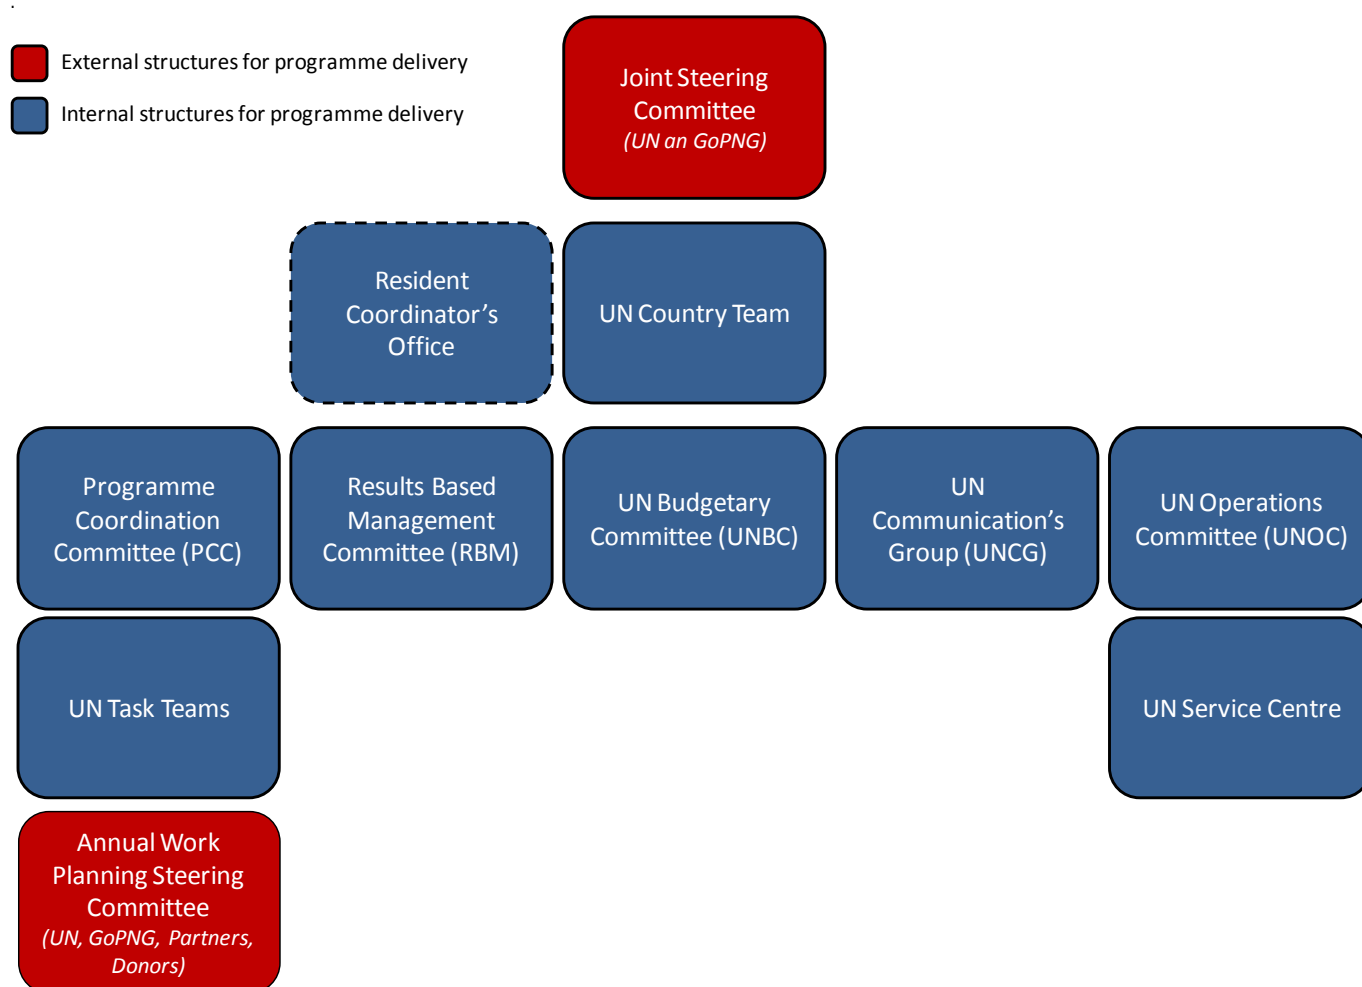 .
External structures for programme delivery
Internal structures for programme delivery
Joint Steering
Committee
(UN an GoPNG)
Resident
Coordinator’s
Office
UN Country Team
Programme
Coordination
Committee (PCC)
Results Based
Management
Committee (RBM)
UN Budgetary
Committee (UNBC)
UN
Communication’s
Group (UNCG)
UN Operations
Committee (UNOC)
UN Task Teams
UN Service Centre
Annual Work
Planning Steering
Committee
(UN, GoPNG, Partners,
Donors)